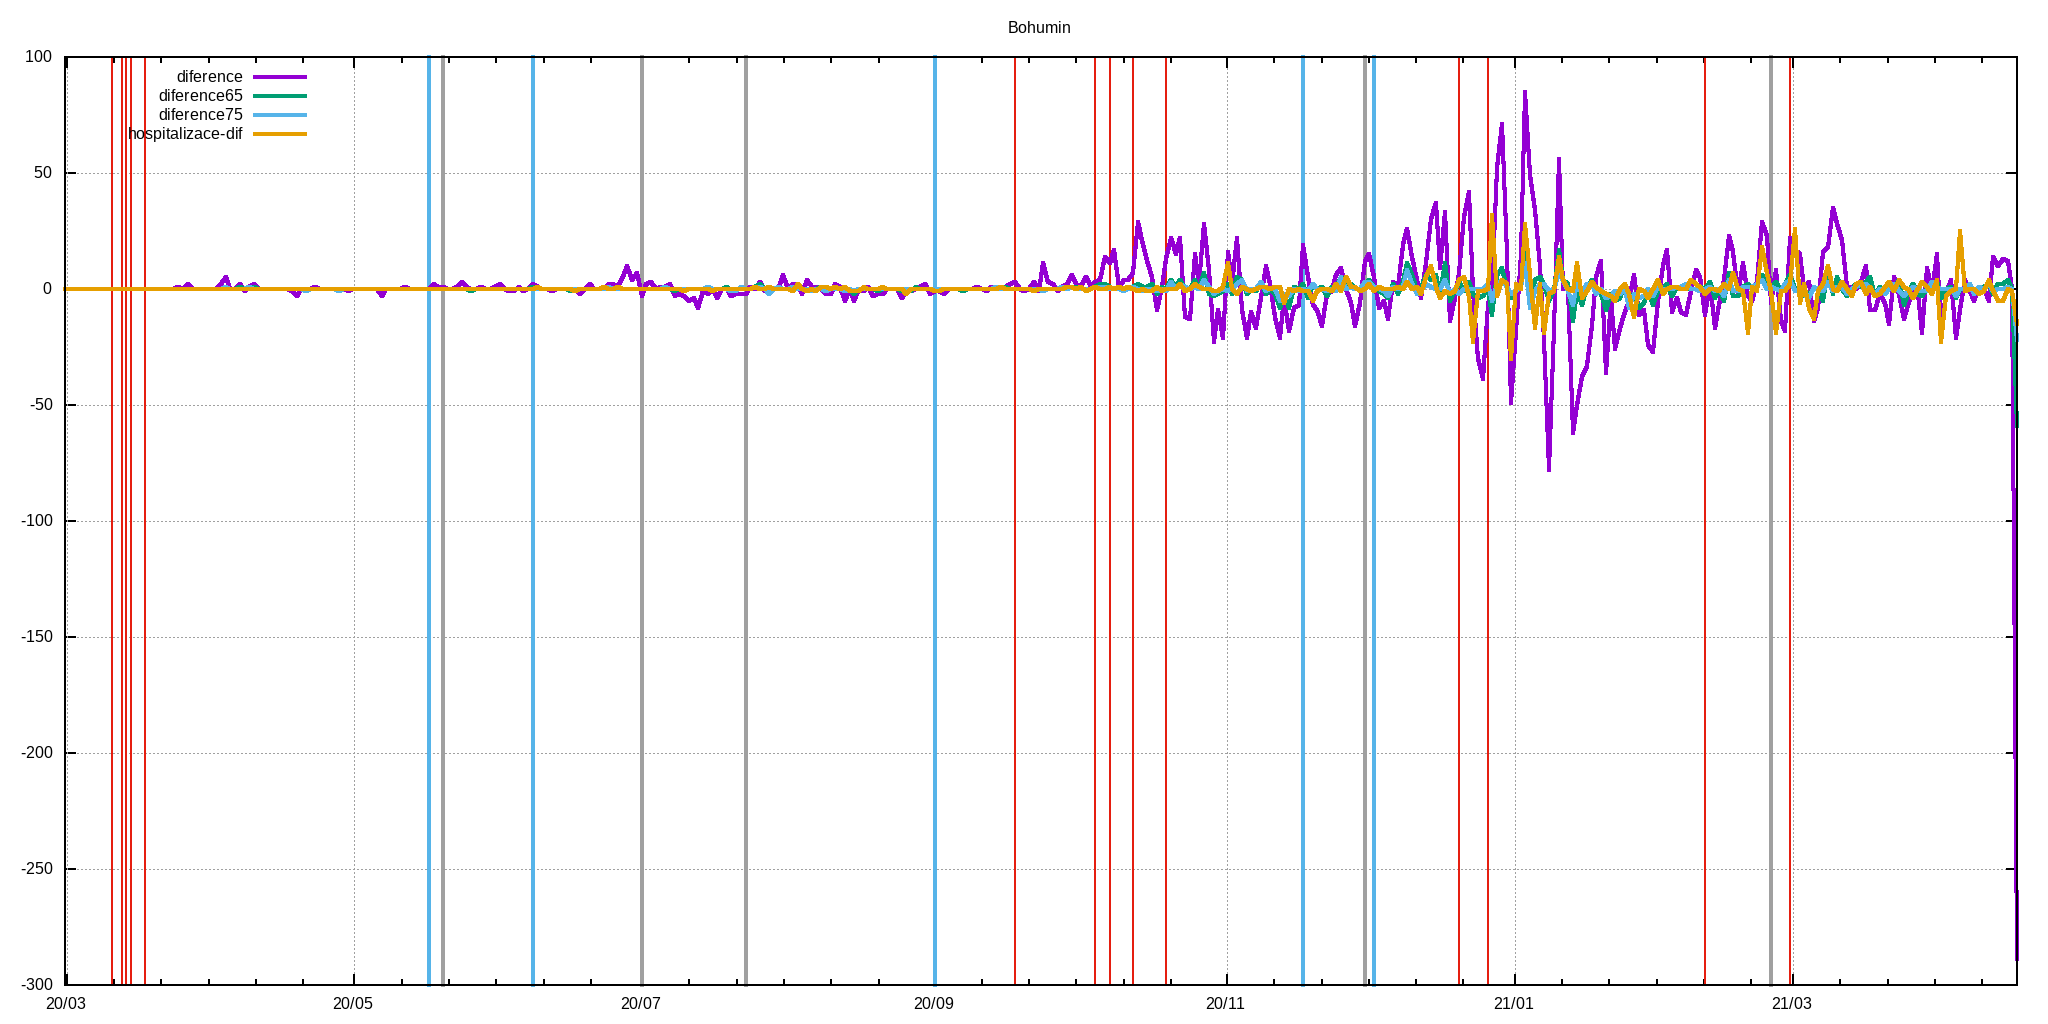 Bohumin
100
diference
diference65
diference75
hospitalizace-dif
50
0
-50
-100
-150
-200
-250
-300
20/03 20/05 20/07 20/09 20/11 21/01 21/03